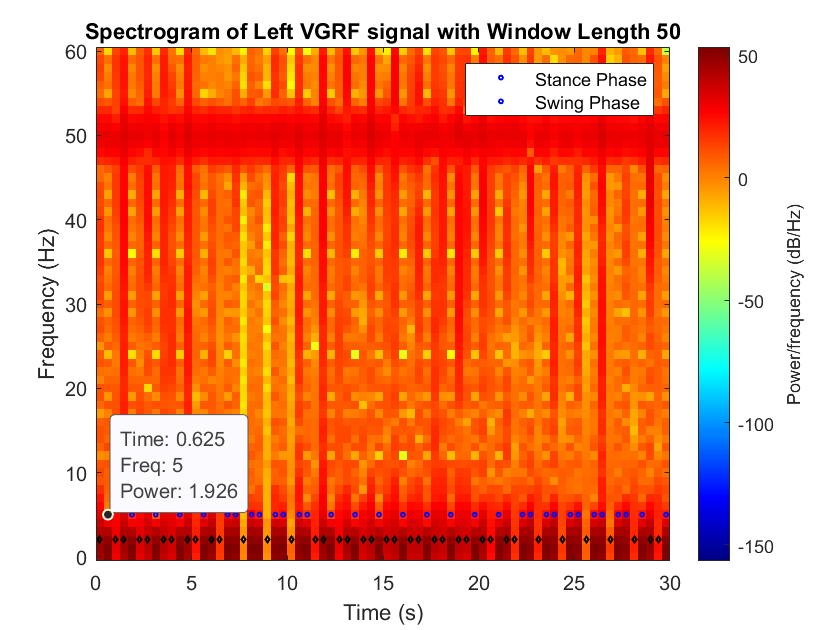 Spectrogram of Left VGRF signal with Window Length 50
Stance Phase
Swing Phase
60
50
40
30
20
10
0
Frequency (Hz)
Time: 0.625
Freq: 5
Power: 1.926
0 5 10 15 20 25 30
Time (s)
50
0
-50
-100
-150
Power/frequency (dB/Hz)